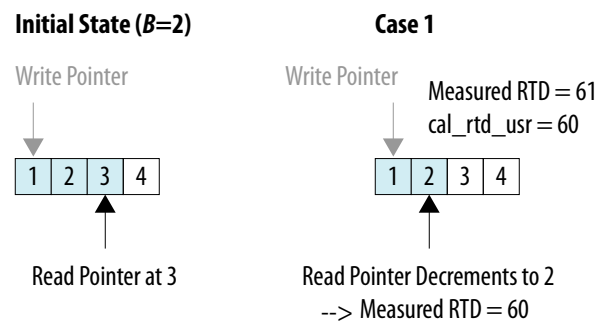 Initial State (B=2)
Write Pointer
1 2 3 4
Read Pointer at 3
Case 1
Write Pointer
Measured RTD = 61
cal_rtd_usr = 60
1 2 3 4
Read Pointer Decrements to 2
--> Measured RTD = 60